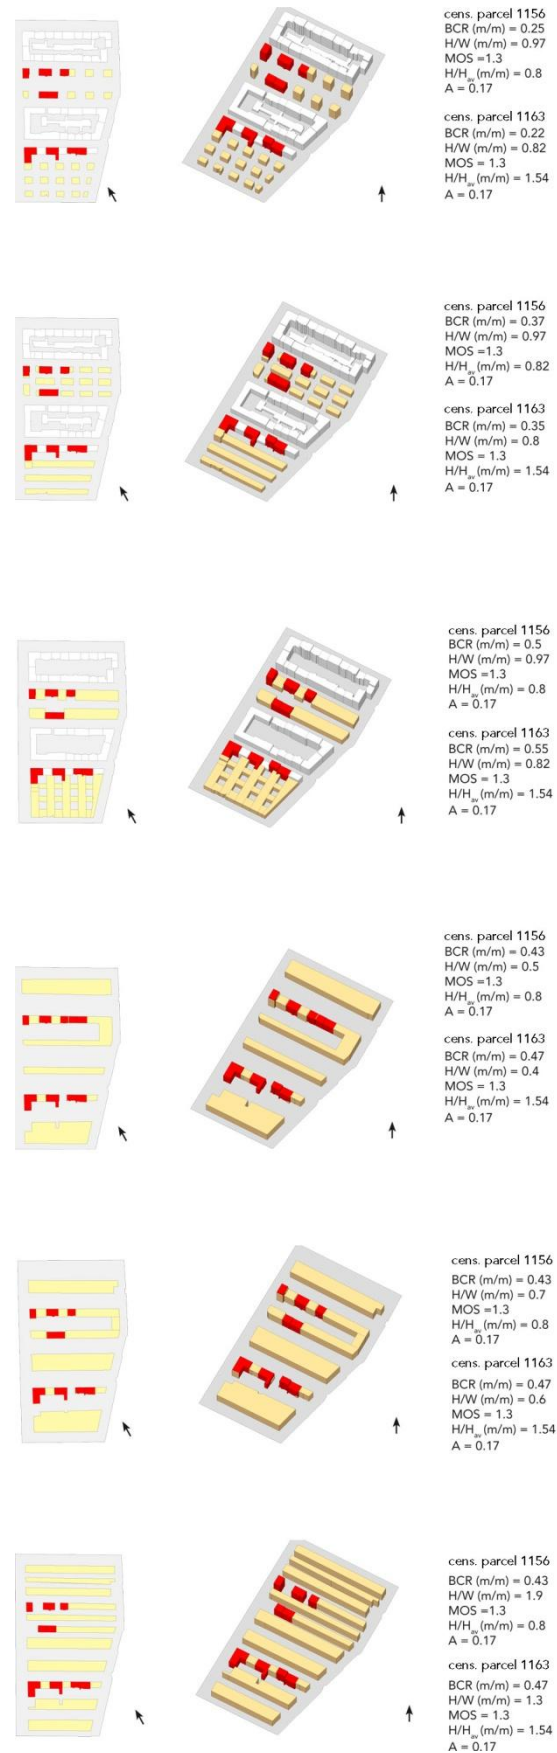 cens. parcel 1156
BCR (m/m) = 0.25
H/W (m/m) = 0.97
MOS =1.3
H/Hav (m/m) = 0.8
A = 0.17
cens. parcel 1163
BCR (m/m) = 0.22
H/W (m/m) = 0.82
MOS = 1.3
H/Hav (m/m) = 1.54
A = 0.17
cens. parcel 1156
BCR (m/m) = 0.37
H/W (m/m) = 0.97
MOS =1.3
H/Hav (m/m) = 0.82
A = 0.17
cens. parcel 1163
BCR (m/m) = 0.35
H/W (m/m) = 0.8
MOS = 1.3
H/Hav (m/m) = 1.54
A = 0.17
cens. parcel 1156
BCR (m/m) = 0.5
H/W (m/m) = 0.97
MOS =1.3
H/Hav (m/m) = 0.8
A = 0.17
cens. parcel 1163
BCR (m/m) = 0.55
H/W (m/m) = 0.82
MOS = 1.3
H/Hav (m/m) = 1.54
A = 0.17
cens. parcel 1156
BCR (m/m) = 0.43
H/W (m/m) = 0.5
MOS =1.3
H/Hav (m/m) = 0.8
A = 0.17
cens. parcel 1163
BCR (m/m) = 0.47
H/W (m/m) = 0.4
MOS = 1.3
H/Hav (m/m) = 1.54
A = 0.17
cens. parcel 1156
BCR (m/m) = 0.43
H/W (m/m) = 0.7
MOS =1.3
H/Hav (m/m) = 0.8
A = 0.17
cens. parcel 1163
BCR (m/m) = 0.47
H/W (m/m) = 0.6
MOS = 1.3
H/Hav (m/m) = 1.54
A = 0.17
cens. parcel 1156
BCR (m/m) = 0.43
H/W (m/m) = 1.9
MOS =1.3
H/Hav (m/m) = 0.8
A = 0.17
cens. parcel 1163
BCR (m/m) = 0.47
H/W (m/m) = 1.3
MOS = 1.3
H/Hav (m/m) = 1.54
A = 0.17